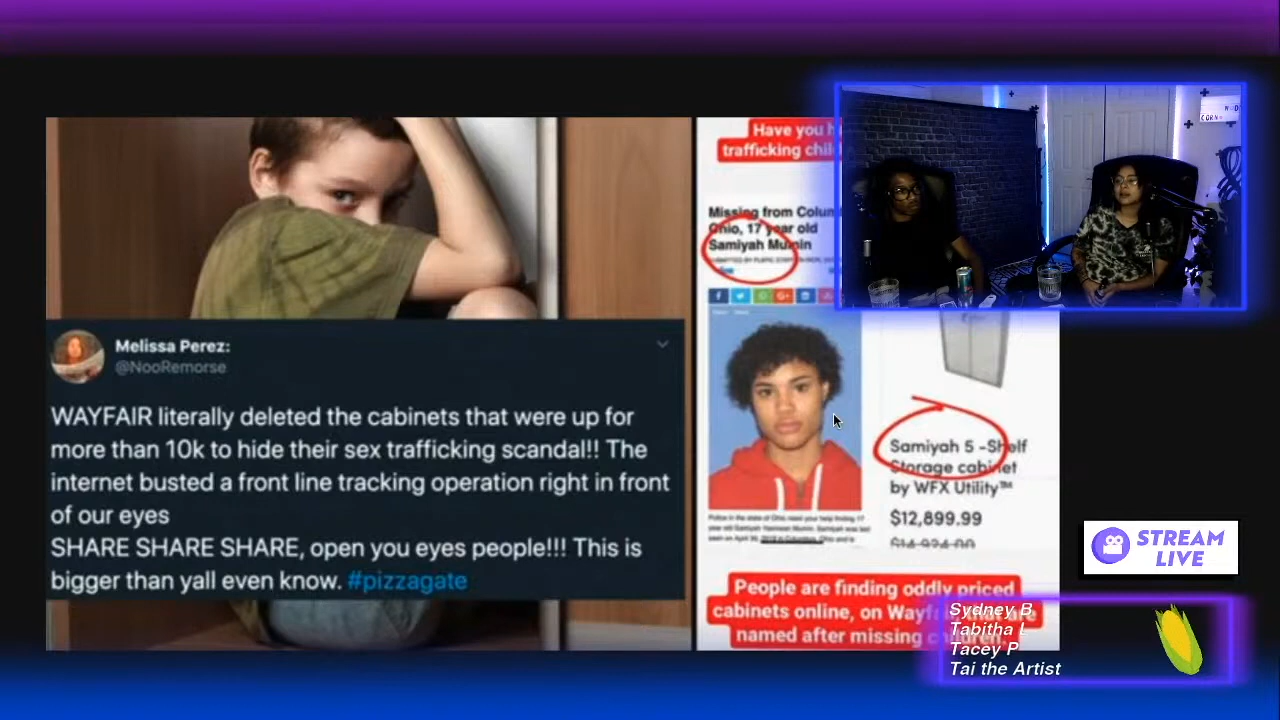 Melissa Perez:
@NooRemorse
WAYFAIR literally deleted the cabinets that were up for
more than 10k to hide their sex trafficking scandal!! The
internet busted a front line tracking operation right in front
of our eyes
SHARE SHARE SHARE, open you eyes people!!! This is
bigger than yall even know. #pizzagate
Have you
trafficking
Missing from
Ohio, 17 year old
Samiyah Mumin
Samiyah 5 -Shelf
Storage cabinet
by WFX Utility™
$12,899.99
People are finding oddly priced
cabinets online, on
named after missing
STREAM
LIVE
Sydney B
Tabitha L
Tacey P
Tai the Artist